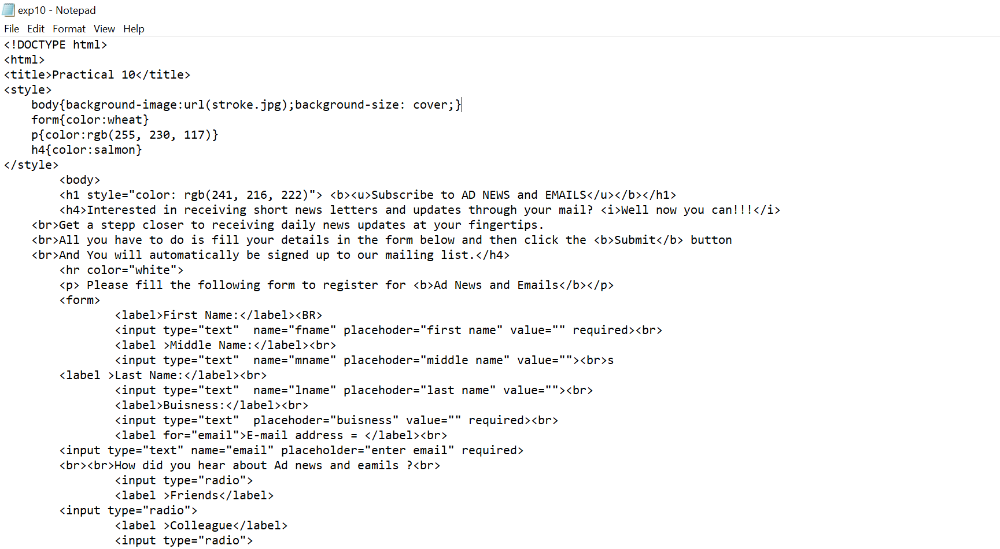 exp10 - Notepad
File Edit Format View Help
<!DOCTYPE html>
<html>
<title>Practical 10</title>
<style>
    body{background-image:url(stroke.jpg);background-size: cover;}
    form{color:wheat}
    p{color:rgb(255, 230, 117)}
    h4{color:salmon}
</style>
        <body>
        <h1 style="color: rgb(241, 216, 222)"> <b><u>Subscribe to AD NEWS and EMAILS</u></b></h1>
        <h4>Interested in receiving short news letters and updates through your mail? <i>Well now you can!!!</i>
    <br>Get a stepp closer to receiving daily news updates at your fingertips.
    <br>All you have to do is fill your details in the form below and then click the <b>Submit</b> button
    <br>And You will automatically be signed up to our mailing list.</h4>
        <hr color="white">
        <p> Please fill the following form to register for <b>Ad News and Emails</b></p>
        <form>
                <label>First Name:</label><BR>
                <input type="text"  name="fname" placehoder="first name" value="" required><br>
                <label >Middle Name:</label><br>
                <input type="text"  name="mname" placehoder="middle name" value=""><br>s
        <label >Last Name:</label><br>
                <input type="text"  name="lname" placehoder="last name" value=""><br>
                <label>Buisness:</label><br>
                <input type="text"  placehoder="buisness" value="" required><br>
                <label for="email">E-mail address = </label><br>
        <input type="text" name="email" placeholder="enter email" required>
        <br><br>How did you hear about Ad news and eamils ?<br>
                <input type="radio">
                <label >Friends</label>
        <input type="radio">
                <label >Colleague</label>
                <input type="radio">